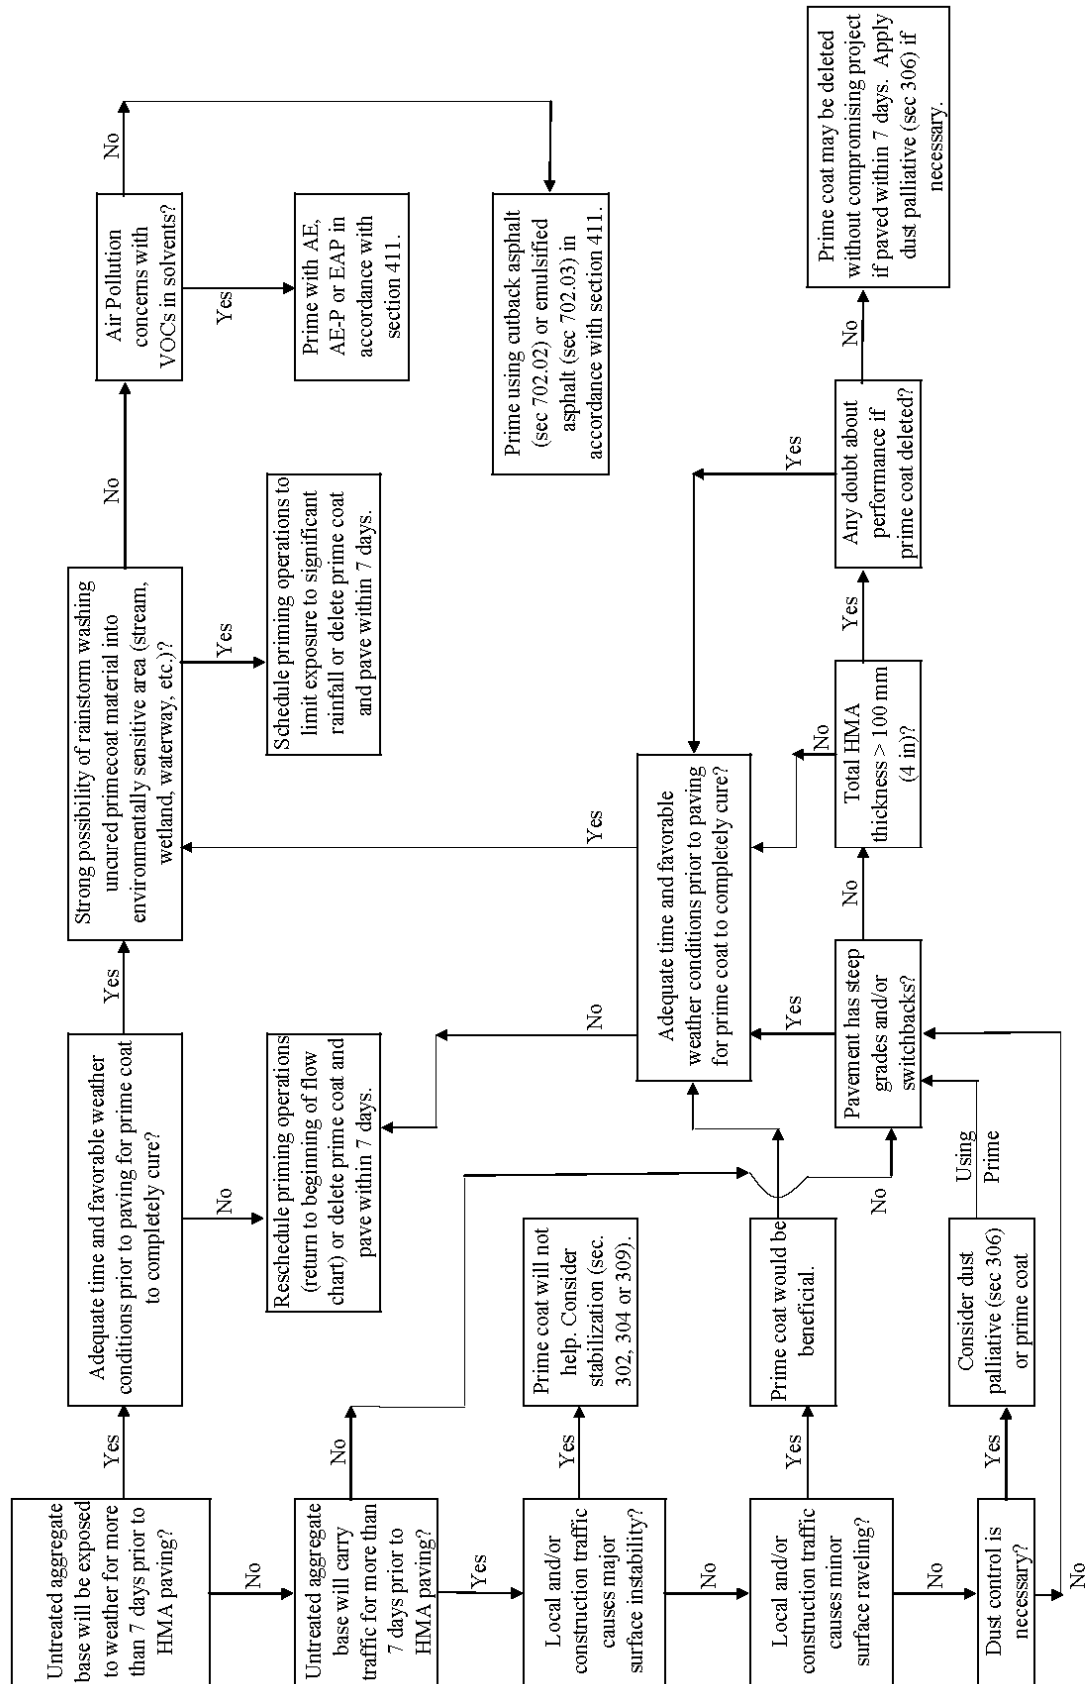 Untreated aggregate
base will be exposed
to weather for more
than 7 days prior to
HMA paving?
Yes
Adequate time and favorable weather
conditions prior to paving for prime coat
to completely cure?
Yes
Strong possibility of rainstorm washing
uncured primecoat material into
environmentally sensitive area (stream,
wetland, waterway, etc.)?
No
Air Pollution
concerns with
VOCs in solvents?
No
No
No
Yes
Yes
Untreated aggregate
base will carry
traffic for more than
7 days prior to
HMA paving?
No
Reschedule priming operations
(return to beginning of flow
chart) or delete prime coat and
pave within 7 days.
Schedule priming operations to
limit exposure to significant
rainfall or delete prime coat
and pave within 7 days.
Prime with AE,
AE-P or EAP in
accordance with
section 411.
Yes
Local and/or
construction traffic
causes major
surface instability?
Yes
Prime coat will not
help. Consider
stabilization (sec.
302, 304 or 309).
No
Yes
Prime using cutback asphalt
(sec 702.02) or emulsified
asphalt (sec 702.03) in
accordance with section 411.
No
Adequate time and favorable
weather conditions prior to paving
for prime coat to completely cure?
Local and/or
construction traffic
causes minor
surface raveling?
Yes
Prime coat would be
beneficial.
No
Yes
No
Yes
No
Pavement has steep
grades and/or
switchbacks?
No
Total HMA
thickness > 100 mm
(4 in)?
Yes
Any doubt about
performance if
prime coat deleted?
No
Prime coat may be deleted
without compromising project
if paved within 7 days. Apply
dust palliative (sec 306) if
necessary.
Dust control is
necessary?
Yes
Consider dust
palliative (sec 306)
or prime coat
Using
Prime
No